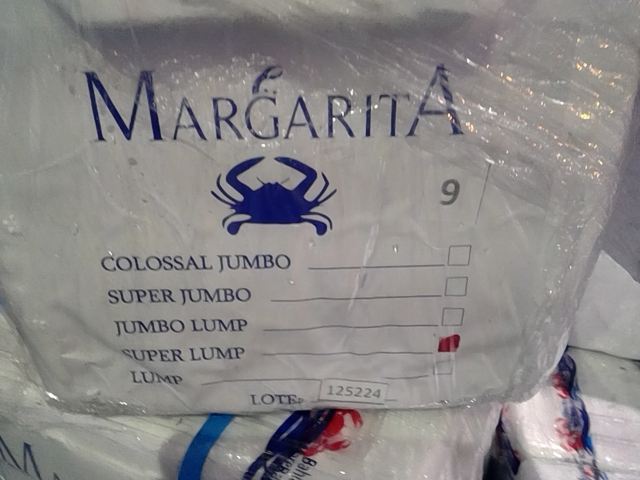 MARGARITA
9
COLOSSAL JUMBO
SUPER JUMBO
JUMBO LUMP
SUPER LUMP
LUMP
LOTE: 125224